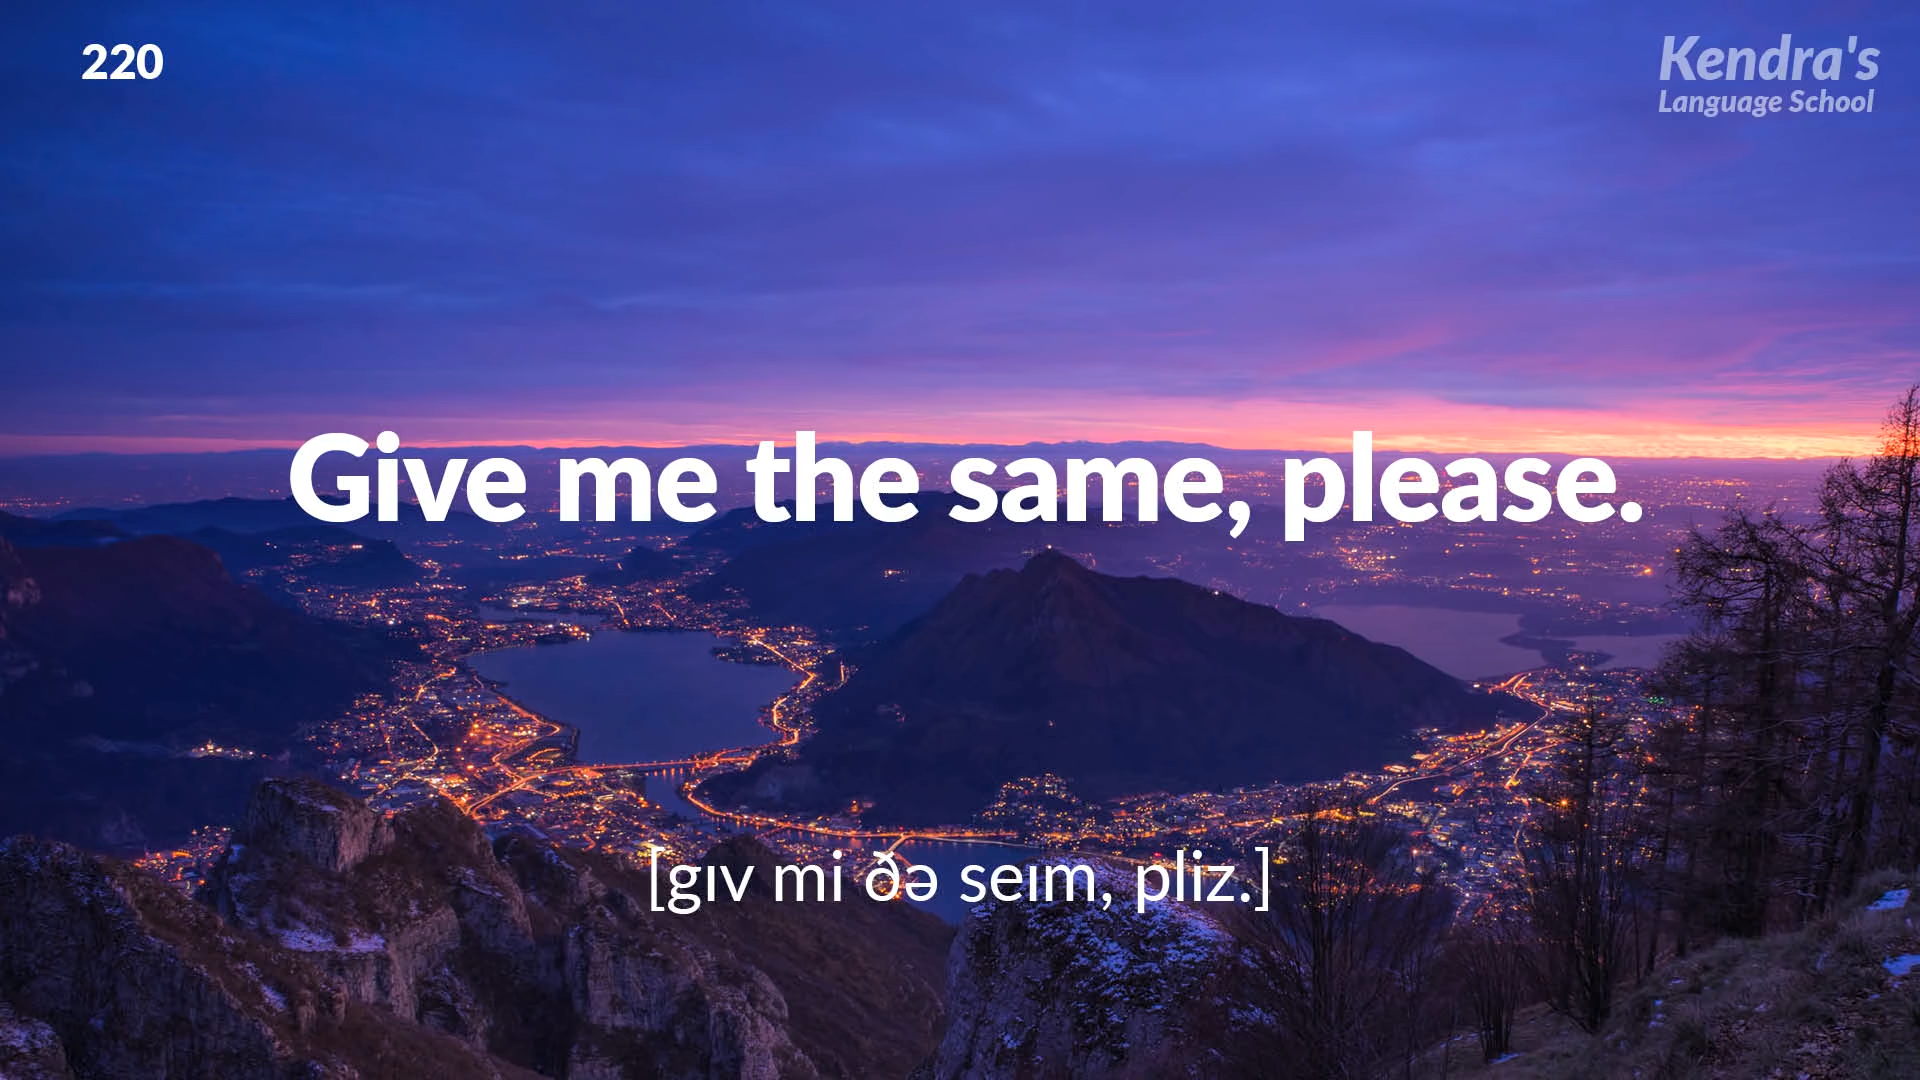 220
Kendra's
Language School
Give me the same, please.
[gɪv mi ðə seɪm, pliz.]